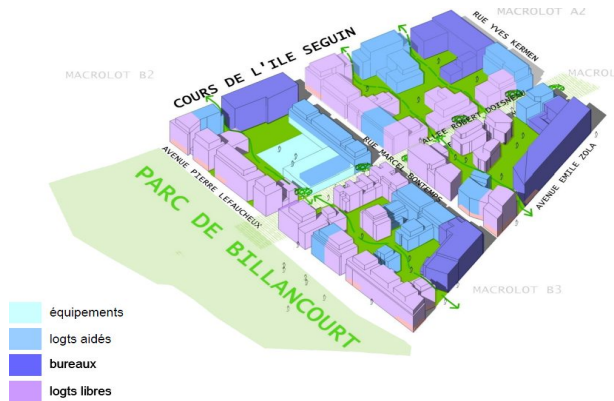 MACROLOT A2
RUE YVES KERMEN
MACROLOT B2
COURS DE L'ILE SEGUIN
MACROL
ALLEE ROBERT DOISNEAU
RUE MARCEL BONTEMPS
AVENUE PIERRE LEFAUCHEUX
AVENUE EMILE ZOLA
PARC DE BILLANCOURT
MACROLOT B3
équipements
logts aidés
bureaux
logts libres